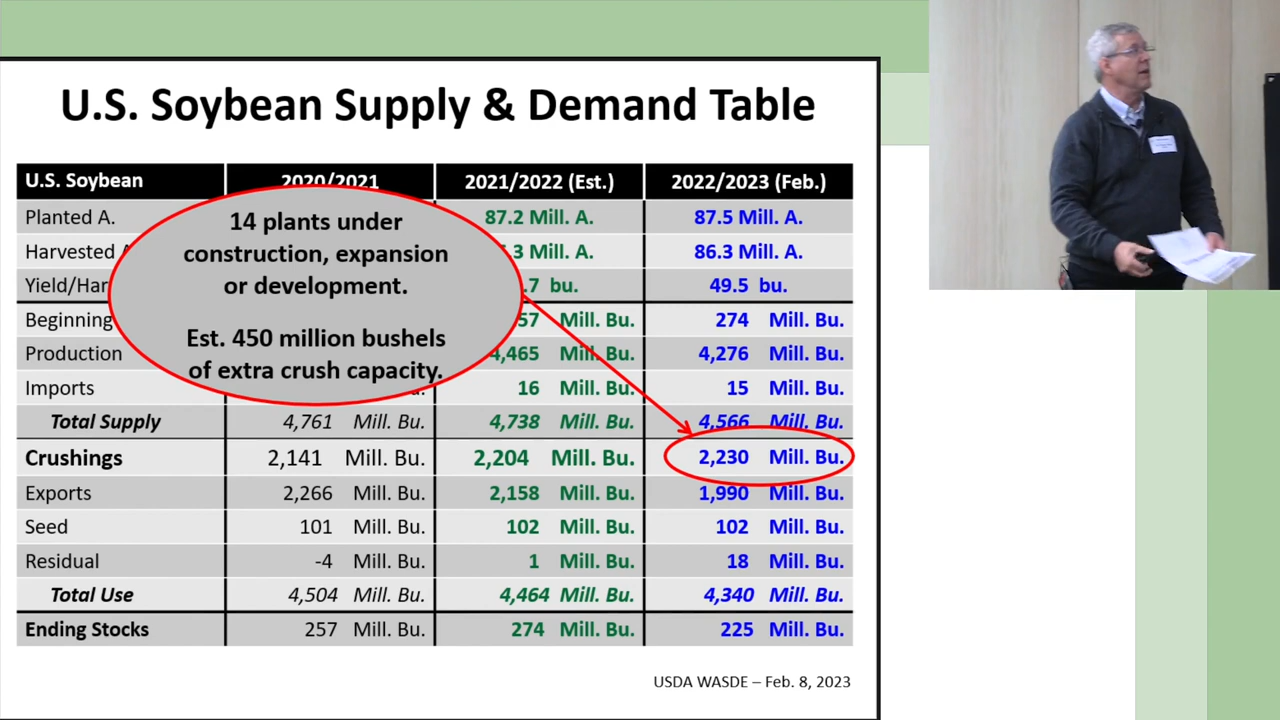 U.S. Soybean Supply & Demand Table
U.S. Soybean 2020/2021 2021/2022 (Est.) 2022/2023 (Feb.)
Planted A. 87.2 Mill. A. 87.5 Mill. A.
Harvested .3 Mill. A. 86.3 Mill. A.
Yield/Har .7 bu. 49.5 bu.
Beginning 57 Mill. Bu. 274 Mill. Bu.
Production 4,465 Mill. Bu. 4,276 Mill. Bu.
Imports 16 Mill. Bu. 15 Mill. Bu.
Total Supply 4,761 Mill. Bu. 4,738 Mill. Bu. 4,566 Mill. Bu.
Crushings 2,141 Mill. Bu. 2,204 Mill. Bu. 2,230 Mill. Bu.
Exports 2,266 Mill. Bu. 2,158 Mill. Bu. 1,990 Mill. Bu.
Seed 101 Mill. Bu. 102 Mill. Bu. 102 Mill. Bu.
Residual -4 Mill. Bu. 1 Mill. Bu. 18 Mill. Bu.
Total Use 4,504 Mill. Bu. 4,464 Mill. Bu. 4,340 Mill. Bu.
Ending Stocks 257 Mill. Bu. 274 Mill. Bu. 225 Mill. Bu.
14 plants under
construction, expansion
or development.
Est. 450 million bushels
of extra crush capacity.
USDA WASDE – Feb. 8, 2023